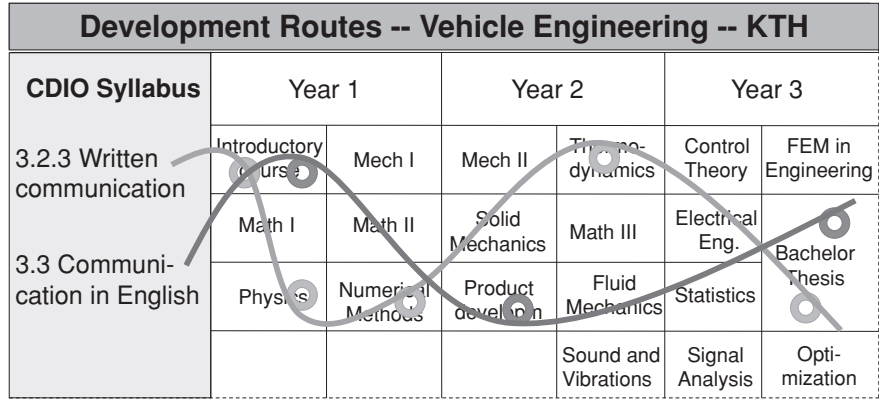 Development Routes -- Vehicle Engineering -- KTH
CDIO Syllabus
Year 1
Year 2
Year 3
3.2.3 Written
communication
3.3 Communi-
cation in English
Introductory
course
Mech I
Mech II
Thermo-
dynamics
Control
Theory
FEM in
Engineering
Math I
Math II
Solid
Mechanics
Math III
Electrical
Eng.
Bachelor
Thesis
Physics
Numerical
Methods
Product
developm
Fluid
Mechanics
Statistics
Sound and
Vibrations
Signal
Analysis
Opti-
mization